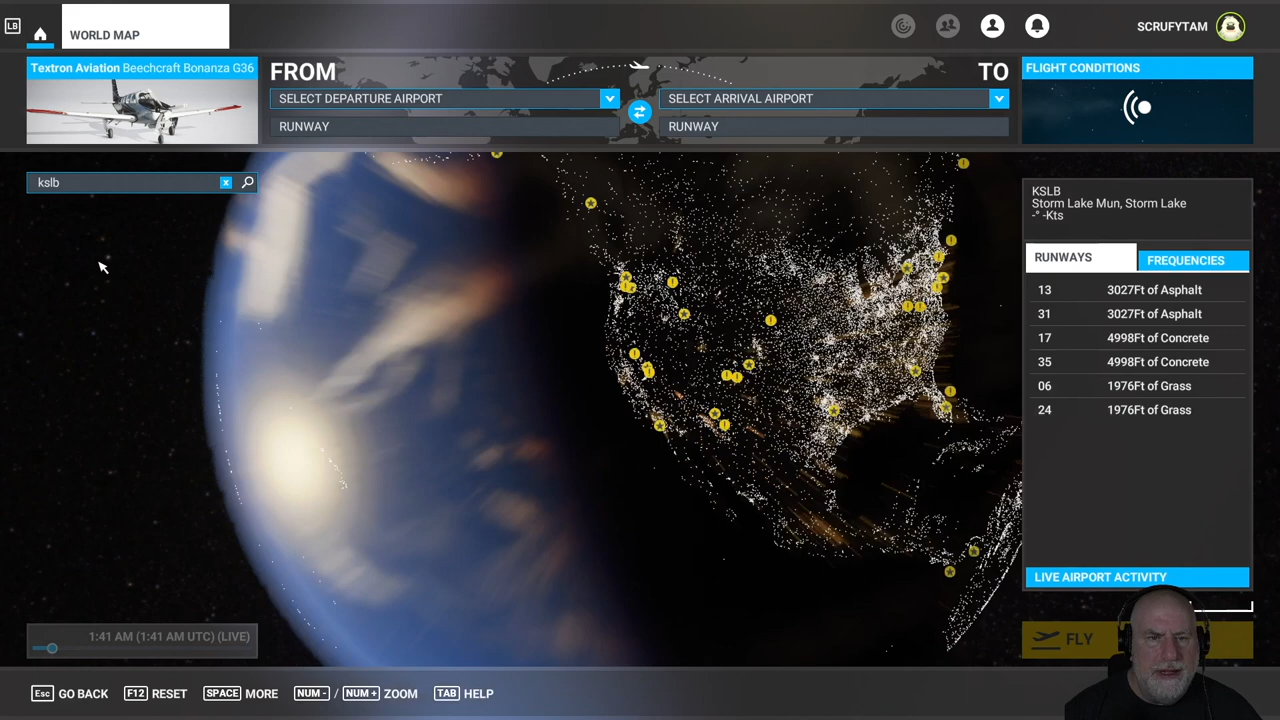 LB
WORLD MAP
SCRUFYTAM
Textron Aviation Beechcraft Bonanza G36
FROM
TO
SELECT DEPARTURE AIRPORT
SELECT ARRIVAL AIRPORT
RUNWAY
RUNWAY
FLIGHT CONDITIONS
kslb
x
KSLB
Storm Lake Mun, Storm Lake
-° -Kts
RUNWAYS
FREQUENCIES
13 3027Ft of Asphalt
31 3027Ft of Asphalt
17 4998Ft of Concrete
35 4998Ft of Concrete
06 1976Ft of Grass
24 1976Ft of Grass
LIVE AIRPORT ACTIVITY
1:41 AM (1:41 AM UTC) (LIVE)
FLY
Esc GO BACK F12 RESET SPACE MORE NUM - / NUM + ZOOM TAB HELP